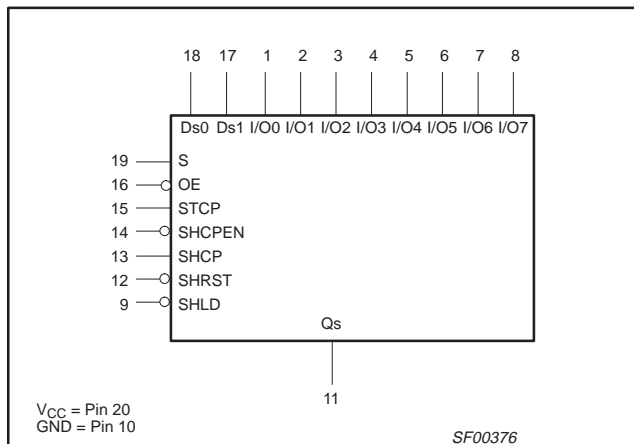 18 17 1 2 3 4 5 6 7 8
Ds0 Ds1 I/O0 I/O1 I/O2 I/O3 I/O4 I/O5 I/O6 I/O7
19 S
16 OE
15 STCP
14 SHCPEN
13 SHCP
12 SHRST
9 SHLD
Qs
11
VCC = Pin 20
GND = Pin 10
SF00376